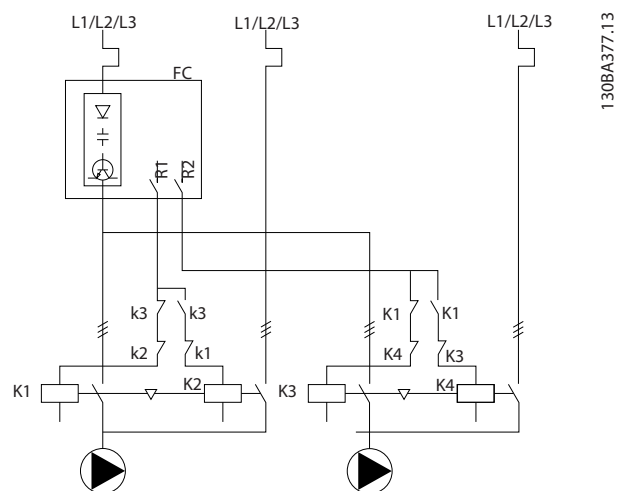 L1/L2/L3
L1/L2/L3
L1/L2/L3
130BA377.13
FC
R1
R2
k3
k3
K1
K1
k2
k1
K4
K3
K1
K2
K3
K4